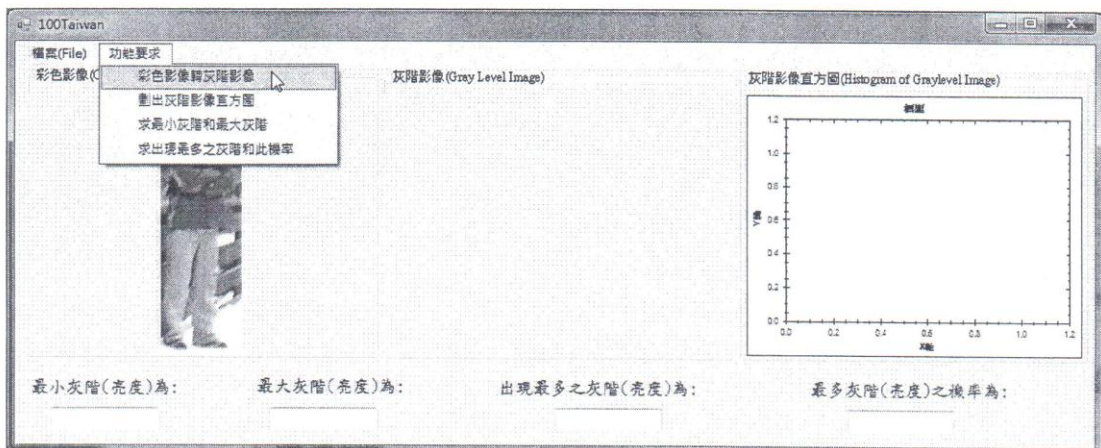 100Taiwan
檔案(File) 功能要求
彩色影像(C
彩色影像轉灰階影像
劃出灰階影像直方圖
求最小灰階和最大灰階
求出現最多之灰階和此機率
灰階影像(Gray Level Image)
灰階影像直方圖(Histogram of Graylevel Image)
標題
1.2
1.0
0.8
0.6
0.4
0.2
0.0
Y軸
0.0 0.2 0.4 0.6 0.8 1.0 1.2
X軸
最小灰階(亮度)為:
最大灰階(亮度)為:
出現最多之灰階(亮度)為:
最多灰階(亮度)之機率為: